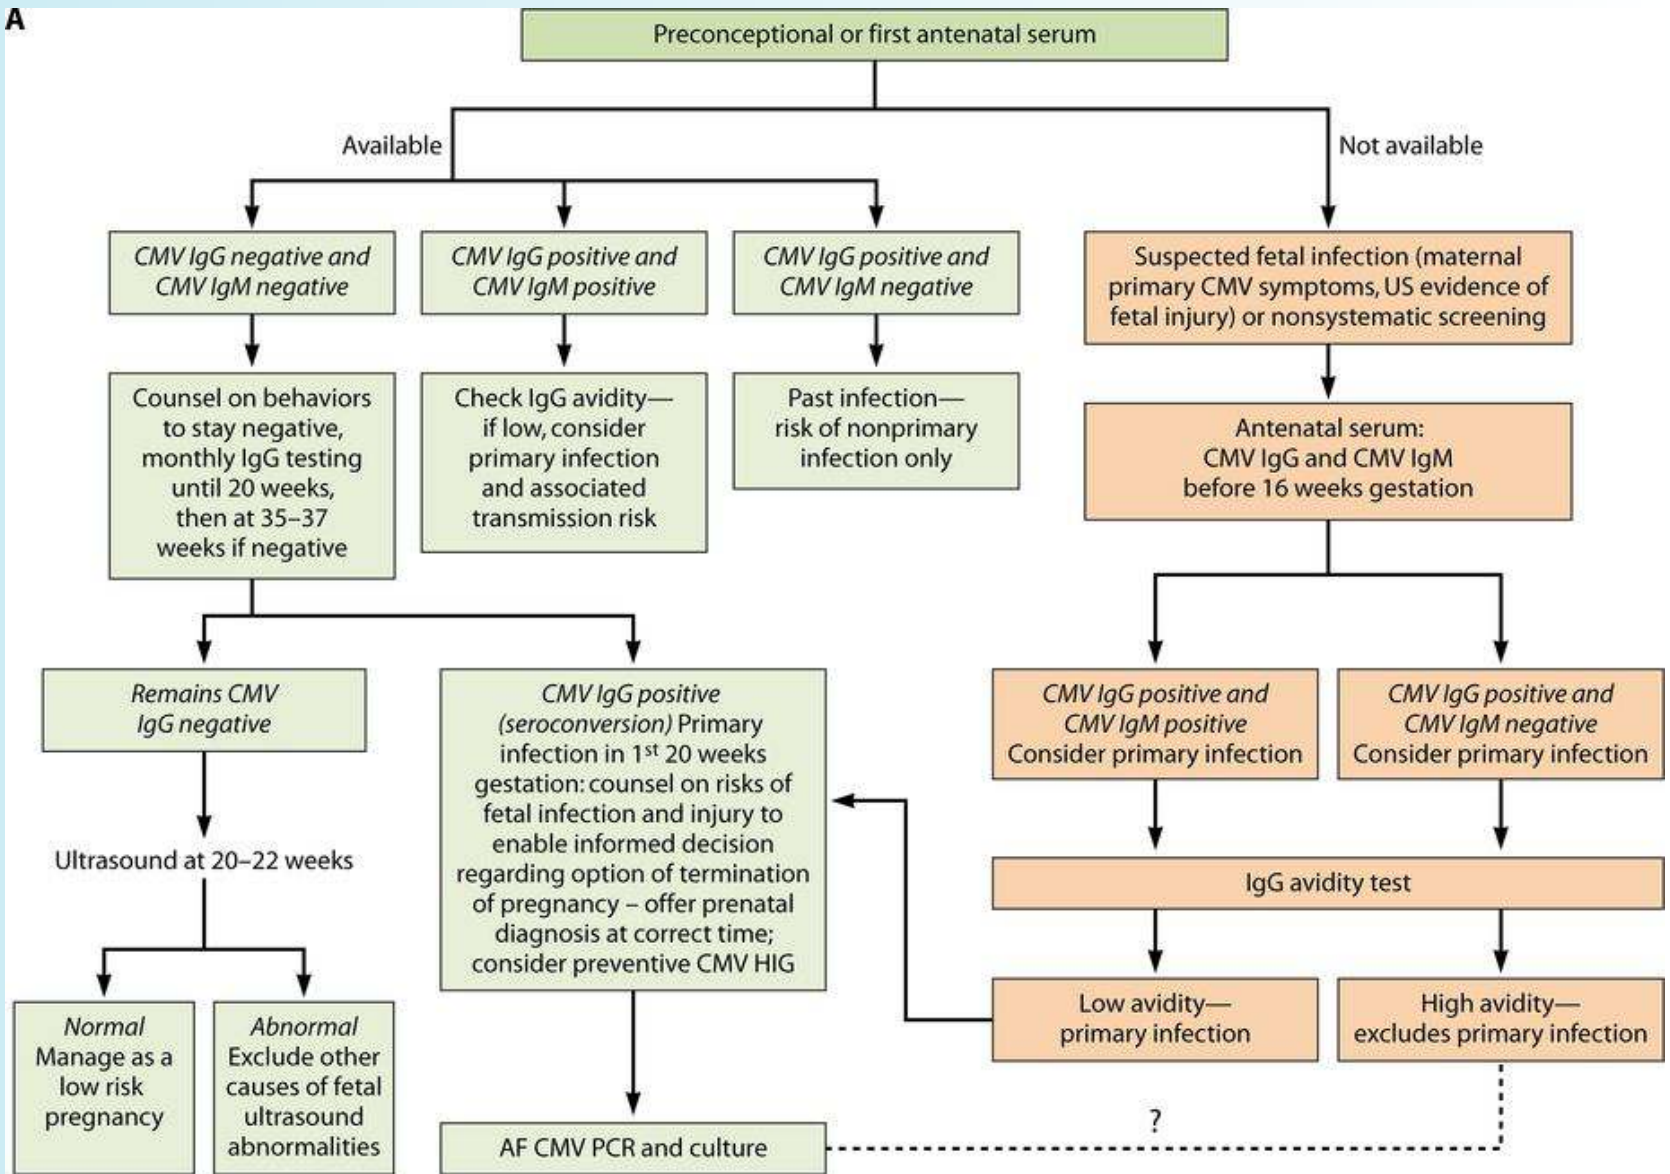 A
Preconceptional or first antenatal serum
Available
Not available
CMV IgG negative and
CMV IgM negative
CMV IgG positive and
CMV IgM positive
CMV IgG positive and
CMV IgM negative
Suspected fetal infection (maternal
primary CMV symptoms, US evidence of
fetal injury) or nonsystematic screening
Counsel on behaviors
to stay negative,
monthly IgG testing
until 20 weeks,
then at 35–37
weeks if negative
Check IgG avidity—
if low, consider
primary infection
and associated
transmission risk
Past infection—
risk of nonprimary
infection only
Antenatal serum:
CMV IgG and CMV IgM
before 16 weeks gestation
Remains CMV
IgG negative
CMV IgG positive
(seroconversion) Primary
infection in 1st 20 weeks
gestation: counsel on risks of
fetal infection and injury to
enable informed decision
regarding option of termination
of pregnancy – offer prenatal
diagnosis at correct time;
consider preventive CMV HIG
CMV IgG positive and
CMV IgM positive
Consider primary infection
CMV IgG positive and
CMV IgM negative
Consider primary infection
Ultrasound at 20–22 weeks
IgG avidity test
Normal
Manage as a
low risk
pregnancy
Abnormal
Exclude other
causes of fetal
ultrasound
abnormalities
Low avidity—
primary infection
High avidity—
excludes primary infection
AF CMV PCR and culture
?